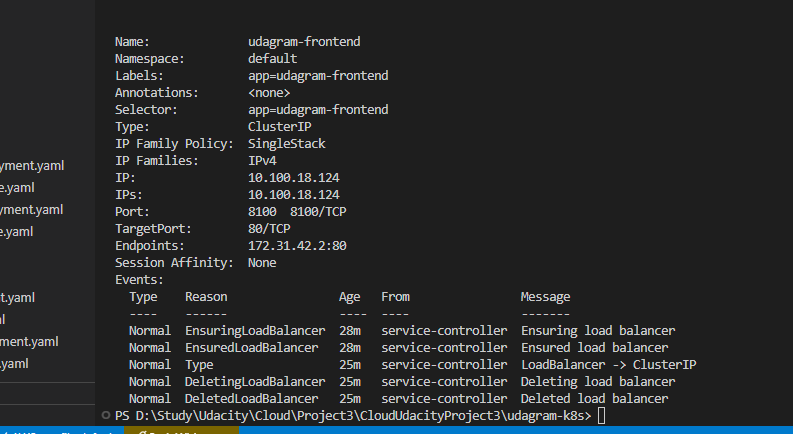 Name: udagram-frontend
Namespace: default
Labels: app=udagram-frontend
Annotations: <none>
Selector: app=udagram-frontend
Type: ClusterIP
IP Family Policy: SingleStack
IP Families: IPv4
IP: 10.100.18.124
IPs: 10.100.18.124
Port: 8100 8100/TCP
TargetPort: 80/TCP
Endpoints: 172.31.42.2:80
Session Affinity: None
Events:
Type Reason Age From Message
---- ------ ---- ---- -------
Normal EnsuringLoadBalancer 28m service-controller Ensuring load balancer
Normal EnsuredLoadBalancer 28m service-controller Ensured load balancer
Normal Type 25m service-controller LoadBalancer -> ClusterIP
Normal DeletingLoadBalancer 25m service-controller Deleting load balancer
Normal DeletedLoadBalancer 25m service-controller Deleted load balancer
PS D:\Study\Udacity\Cloud\Project3\CloudUdacityProject3\udagram-k8s>
yment.yaml
e.yaml
yment.yaml
e.yaml
nt.yaml
ml
ment.yaml
.yaml